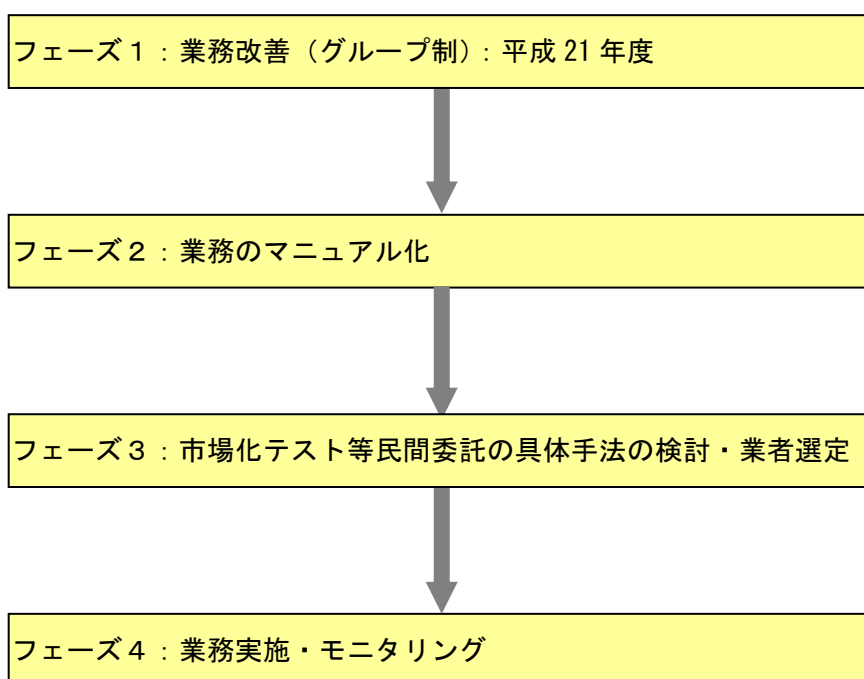 フェーズ１：業務改善（グループ制）：平成 21 年度
フェーズ２：業務のマニュアル化
フェーズ３：市場化テスト等民間委託の具体手法の検討・業者選定
フェーズ４：業務実施・モニタリング